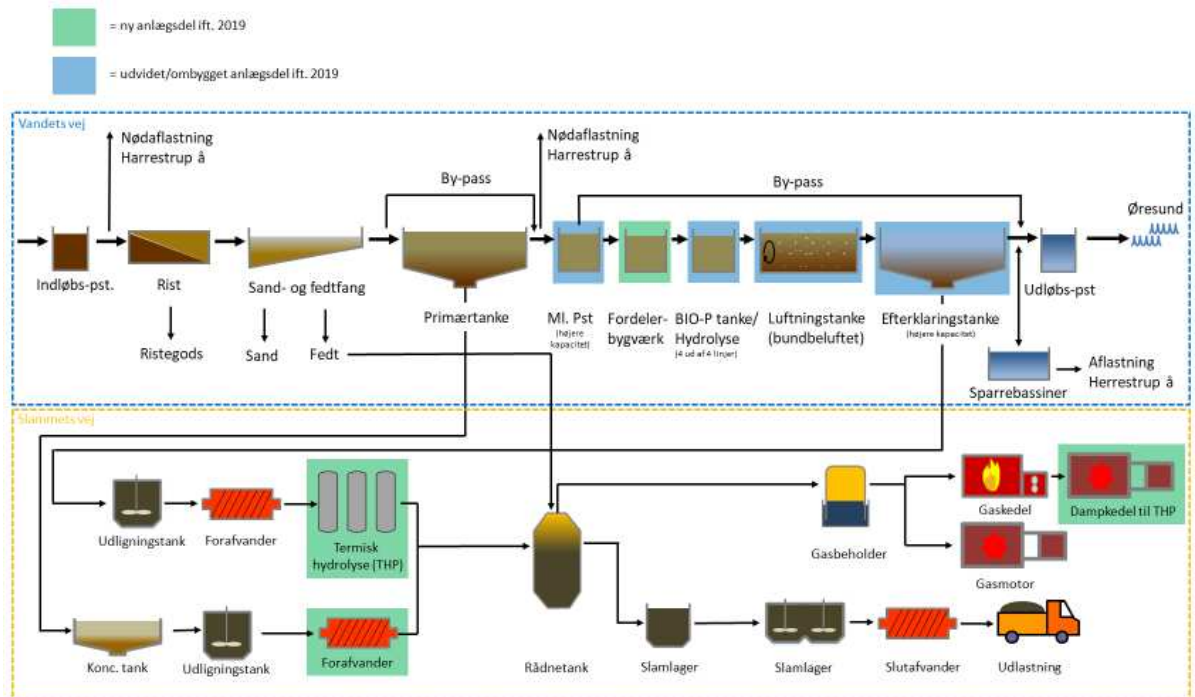 = ny anlægsdel ift. 2019
= udvidet/ombygget anlægsdel ift. 2019
Vandets vej
Nødaflastning
Harrestrup å
Nødaflastning
Harrestrup å
By-pass
By-pass
Øresund
Indløbs-pst.
Rist
Sand- og fedtfang
Primærtanke
Ml. Pst
(højere
kapacitet)
Fordeler-
bygværk
BIO-P tanke/
Hydrolyse
(4 ud af 4 linjer)
Luftningstanke
(bundbeluftet)
Efterklaringstanke
(højere kapacitet)
Udløbs-pst
Ristegods
Sand
Fedt
Sparrebassiner
Aflastning
Herrestrup å
Slammets vej
Udligningstank
Forafvander
Termisk
hydrolyse (THP)
Gasbeholder
Gaskedel
Dampkedel til THP
Gasmotor
Konc. tank
Udligningstank
Forafvander
Rådnetank
Slamlager
Slamlager
Slutafvander
Udlastning